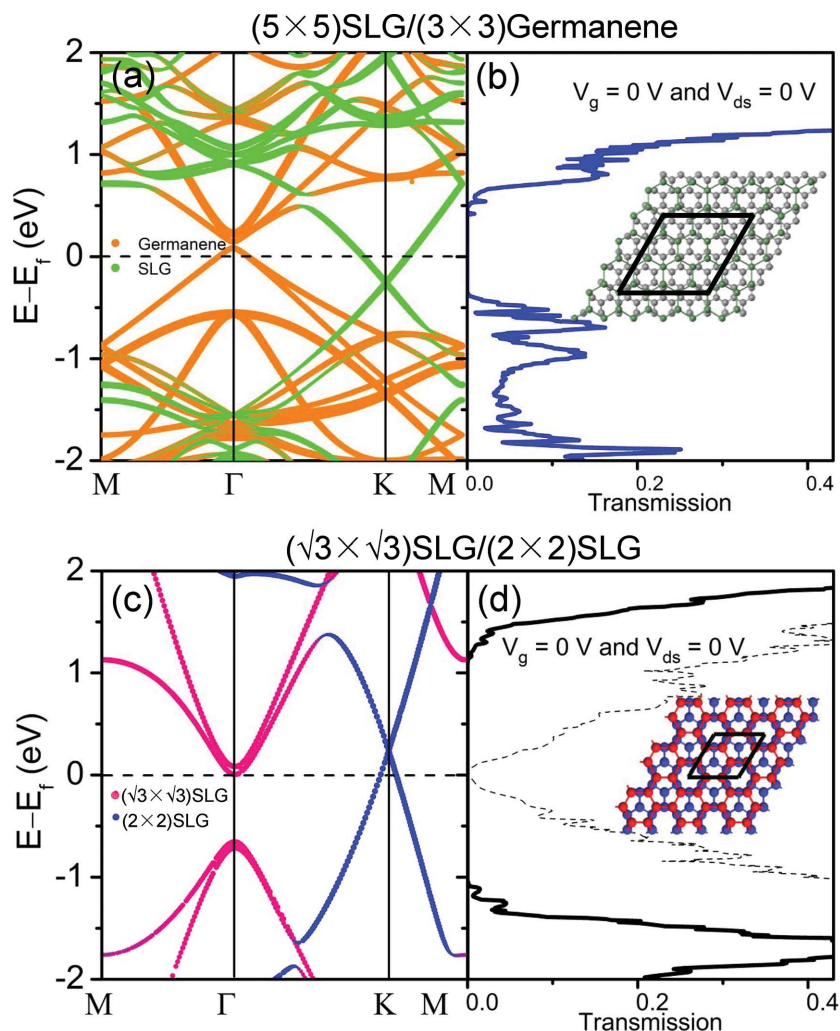 (5×5)SLG/(3×3)Germanene
(a)
(b)
V_g = 0 V and V_ds = 0 V
2
1
0
-1
-2
E–E_f (eV)
Germanene
SLG
M Γ K M
0.0 0.2 0.4
Transmission
(√3×√3)SLG/(2×2)SLG
(c)
(d)
V_g = 0 V and V_ds = 0 V
2
1
0
-1
-2
E–E_f (eV)
(√3×√3)SLG
(2×2)SLG
M Γ K M
0.0 0.2 0.4
Transmission